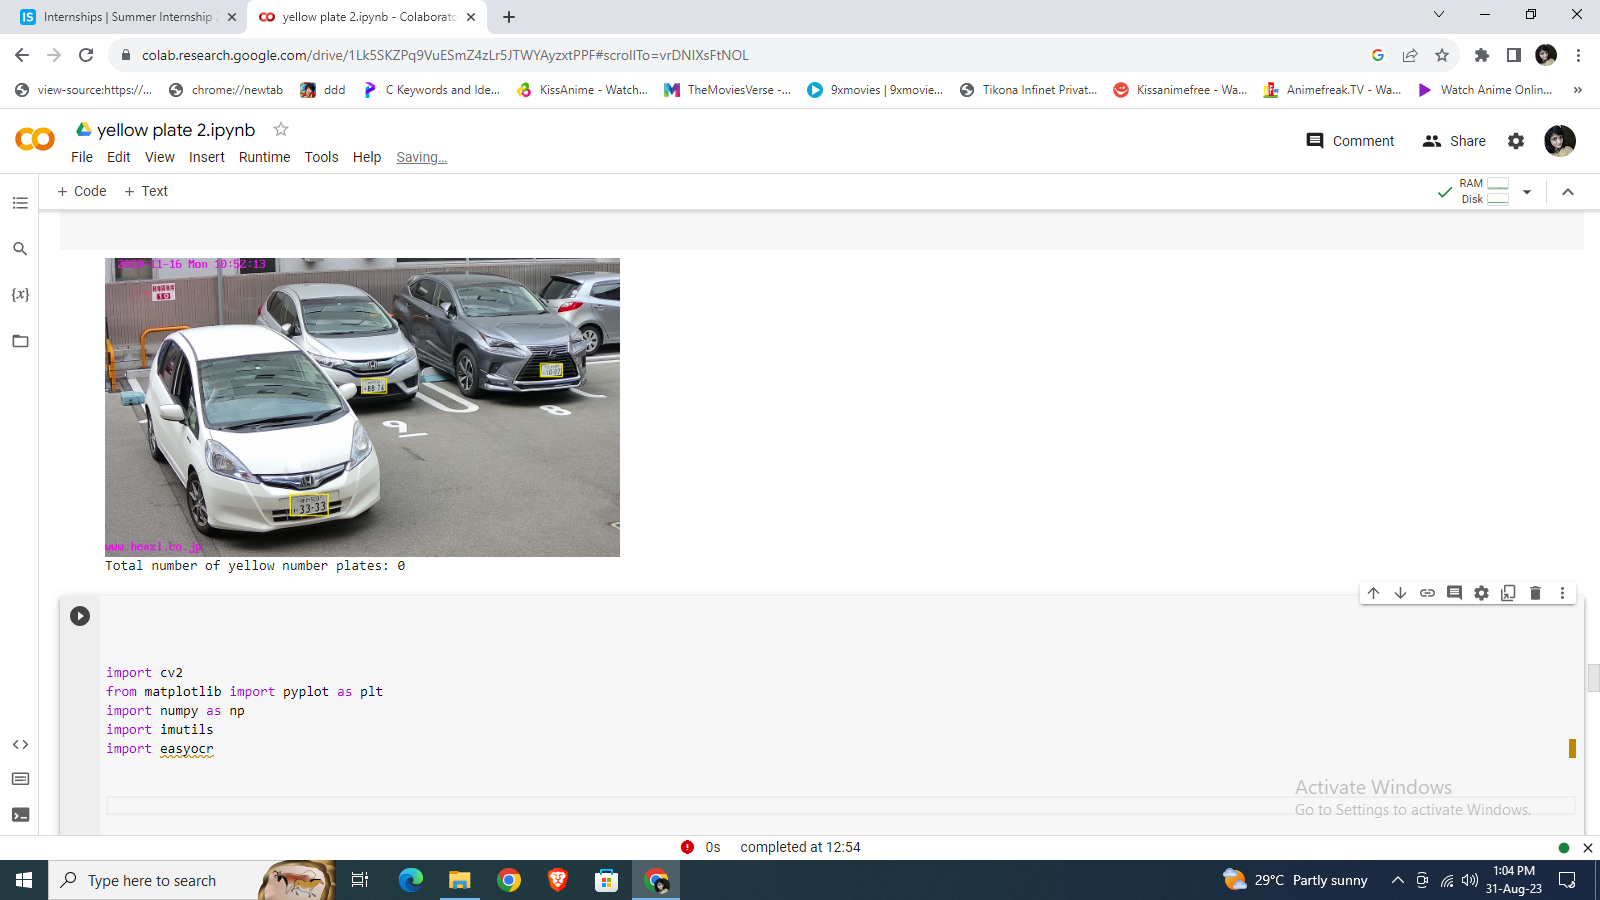 Internships | Summer Internship
yellow plate 2.ipynb - Colaborato
colab.research.google.com/drive/1Lk5SKZPq9VuESmZ4zLr5JTWYAyzxtPPF#scrollTo=vrDNIXsFtNOL
view-source:https://...
chrome://newtab
ddd
C Keywords and Ide...
KissAnime - Watch...
TheMoviesVerse -...
9xmovies | 9xmovie...
Tikona Infinet Privat...
Kissanimefree - Wa...
Animefreak.TV - Wa...
Watch Anime Onlin...
»
CO
yellow plate 2.ipynb
File Edit View Insert Runtime Tools Help Saving...
Comment
Share
+ Code + Text
RAM
Disk
{x}
11-16 Mon 10:52:13
10
88-74
33-33
www.heazl.co.jp
Total number of yellow number plates: 0
import cv2
from matplotlib import pyplot as plt
import numpy as np
import imutils
import easyocr
Activate Windows
Go to Settings to activate Windows.
0s completed at 12:54
Type here to search
29°C Partly sunny
1:04 PM
31-Aug-23